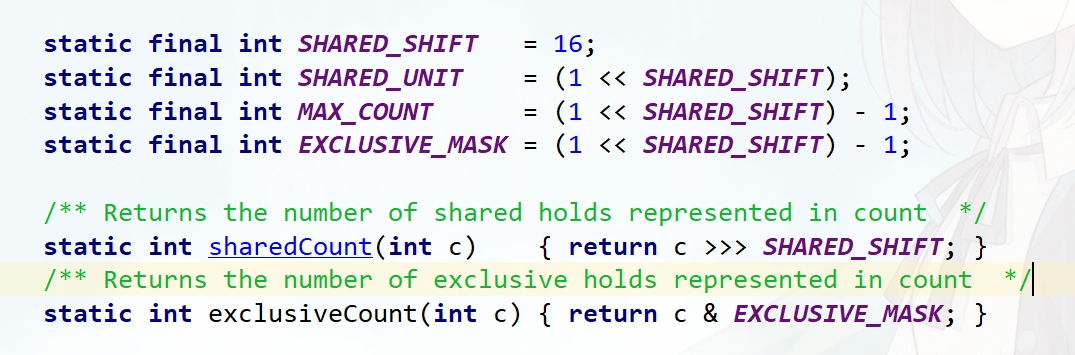 static final int SHARED_SHIFT   = 16;
static final int SHARED_UNIT    = (1 << SHARED_SHIFT);
static final int MAX_COUNT      = (1 << SHARED_SHIFT) - 1;
static final int EXCLUSIVE_MASK = (1 << SHARED_SHIFT) - 1;
/** Returns the number of shared holds represented in count  */
static int sharedCount(int c)    { return c >>> SHARED_SHIFT; }
/** Returns the number of exclusive holds represented in count  */
static int exclusiveCount(int c) { return c & EXCLUSIVE_MASK; }